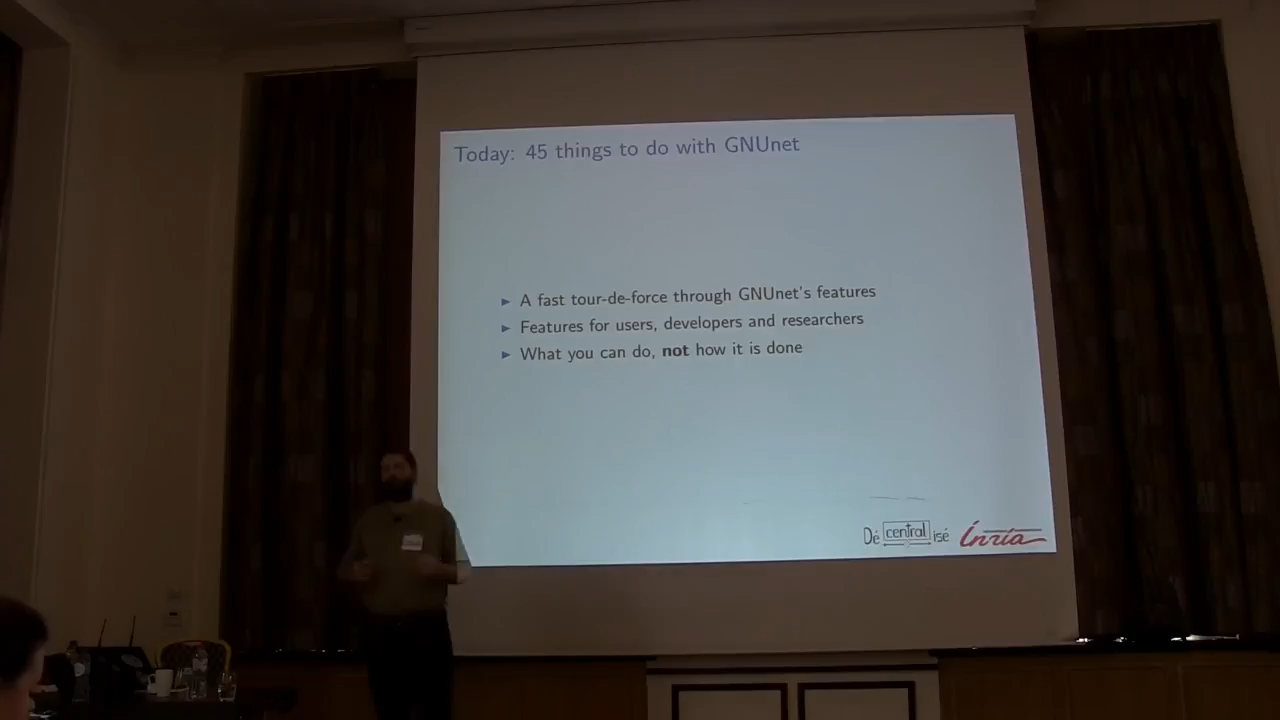 Today: 45 things to do with GNUnet
A fast tour-de-force through GNUnet's features
Features for users, developers and researchers
What you can do, not how it is done
Dé central isé Inria